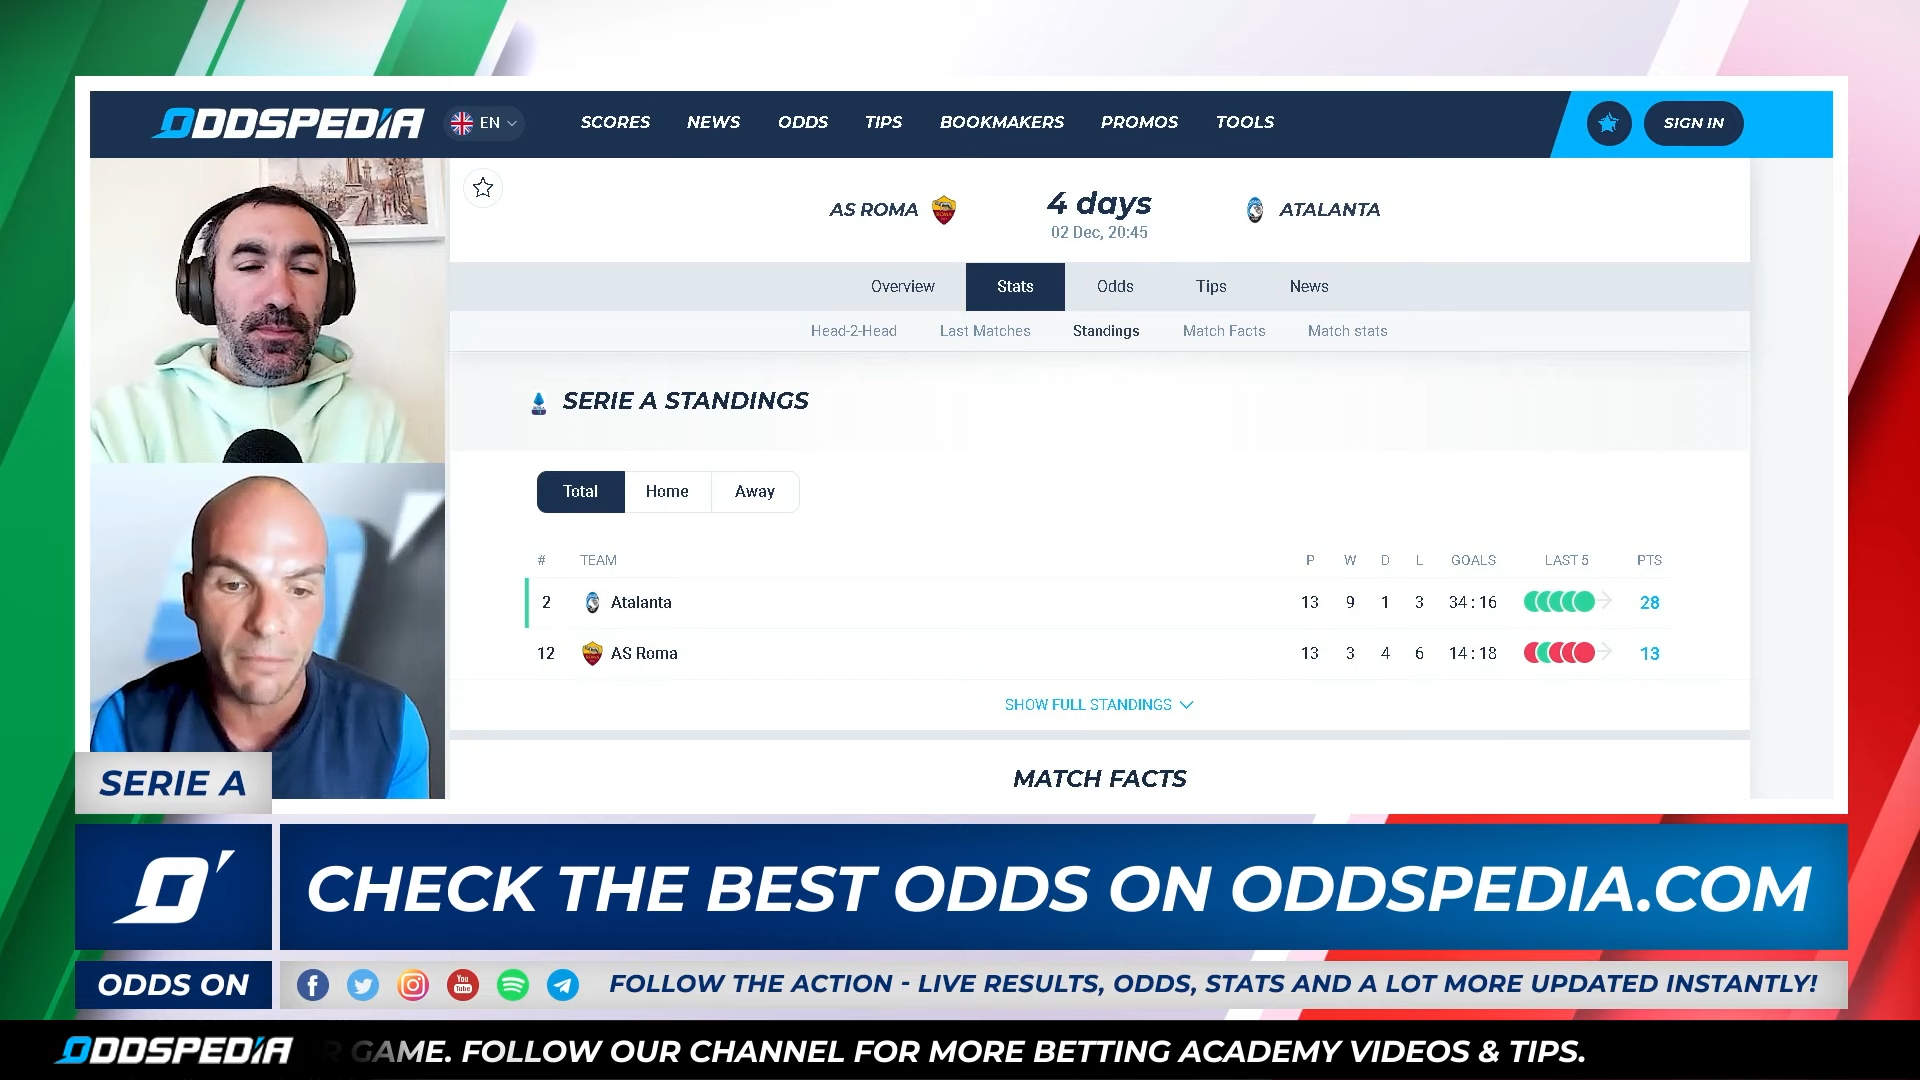 ODDSPEDIA
EN
SCORES NEWS ODDS TIPS BOOKMAKERS PROMOS TOOLS
SIGN IN
AS ROMA 4 days ATALANTA
02 Dec, 20:45
Overview Stats Odds Tips News
Head-2-Head Last Matches Standings Match Facts Match stats
SERIE A STANDINGS
Total Home Away
# TEAM P W D L GOALS LAST 5 PTS
2 Atalanta 13 9 1 3 34 : 16 28
12 AS Roma 13 3 4 6 14 : 18 13
SHOW FULL STANDINGS
MATCH FACTS
SERIE A
CHECK THE BEST ODDS ON ODDSPEDIA.COM
ODDS ON
You Tube
FOLLOW THE ACTION - LIVE RESULTS, ODDS, STATS AND A LOT MORE UPDATED INSTANTLY!
ODDSPEDIA GAME. FOLLOW OUR CHANNEL FOR MORE BETTING ACADEMY VIDEOS & TIPS.